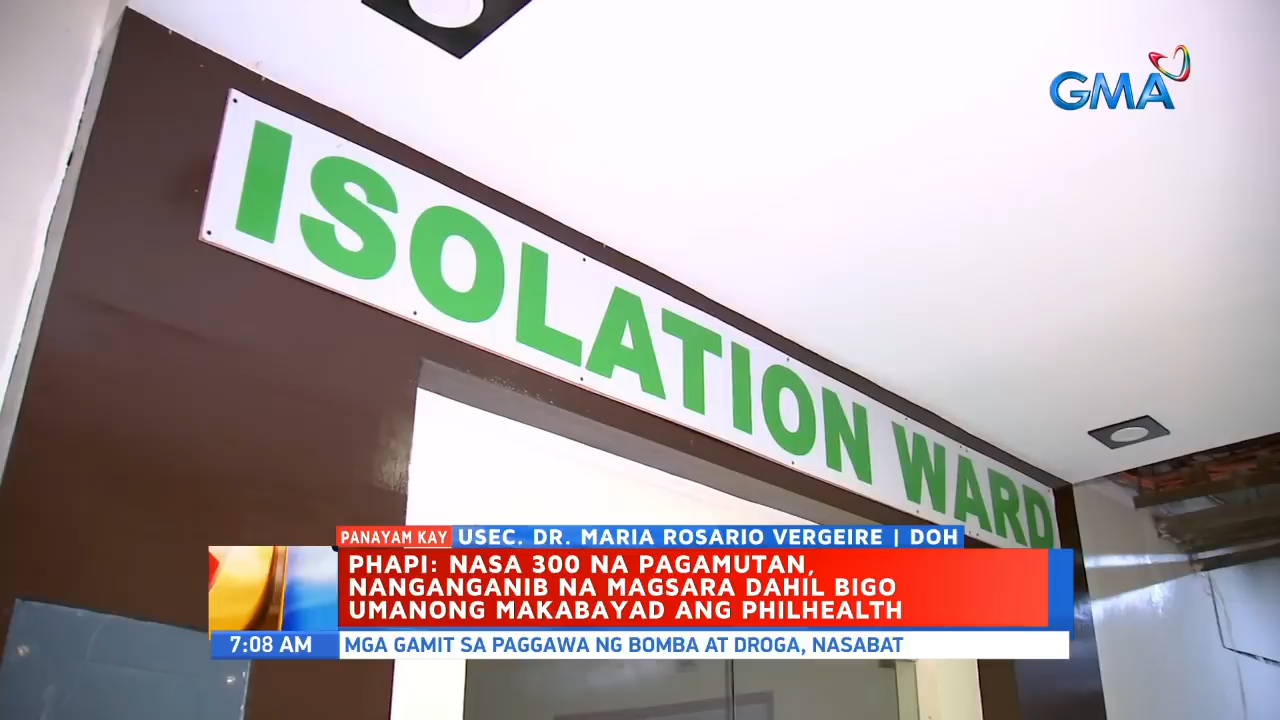 GMA
ISOLATION WARD
PANAYAM KAY USEC. DR. MARIA ROSARIO VERGEIRE | DOH
PHAPI: NASA 300 NA PAGAMUTAN,
NANGANGANIB NA MAGSARA DAHIL BIGO
UMANONG MAKABAYAD ANG PHILHEALTH
7:08 AM MGA GAMIT SA PAGGAWA NG BOMBA AT DROGA, NASABAT